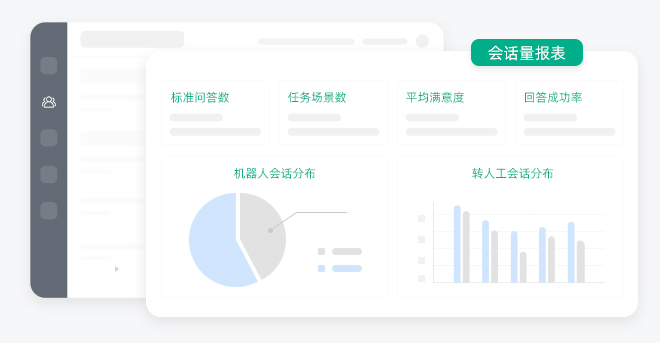 会话量报表
标准问答数
任务场景数
平均满意度
回答成功率
机器人会话分布
转人工会话分布